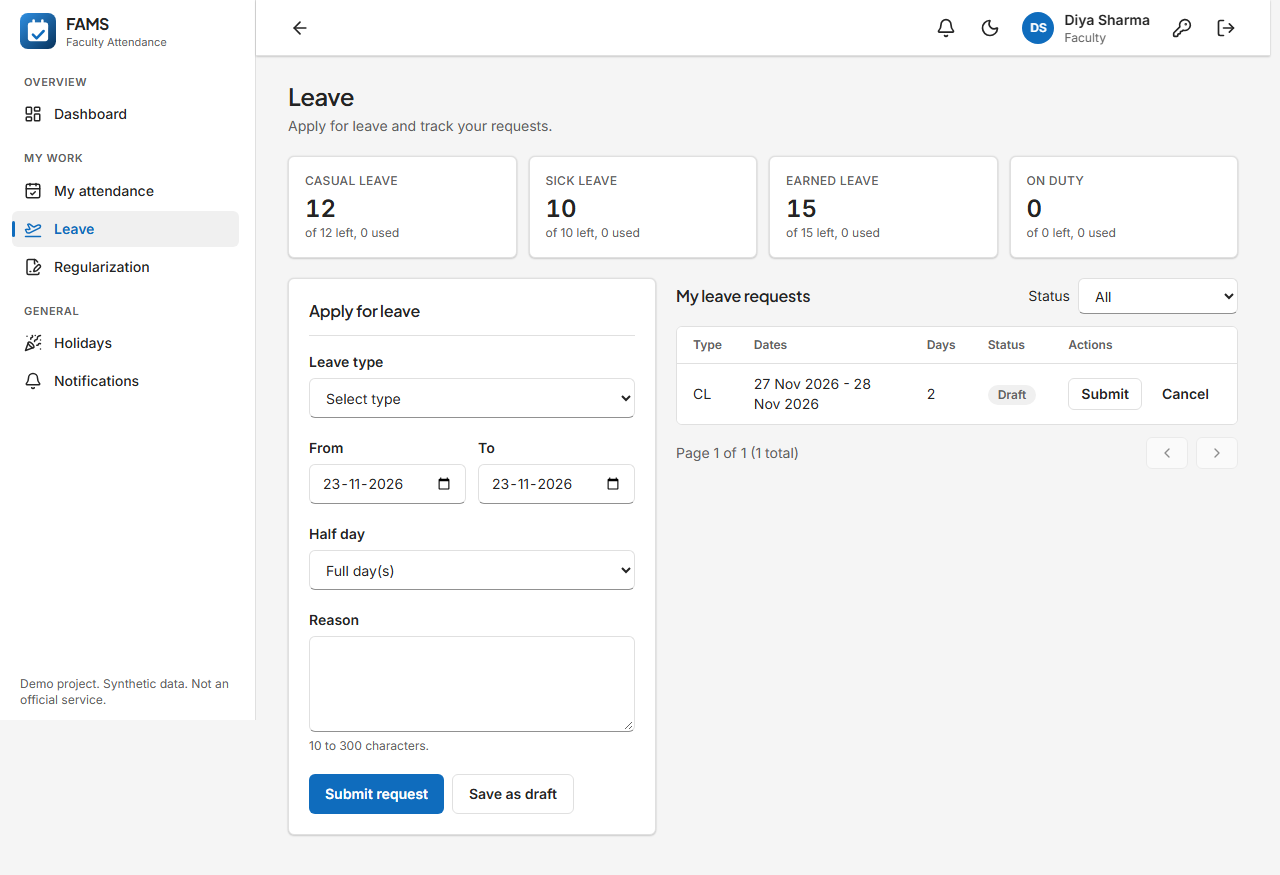 FAMS
Faculty Attendance
OVERVIEW
Dashboard
MY WORK
My attendance
Leave
Regularization
GENERAL
Holidays
Notifications
Demo project. Synthetic data. Not an
official service.
DS
Diya Sharma
Faculty
Leave
Apply for leave and track your requests.
CASUAL LEAVE
12
of 12 left, 0 used
SICK LEAVE
10
of 10 left, 0 used
EARNED LEAVE
15
of 15 left, 0 used
ON DUTY
0
of 0 left, 0 used
Apply for leave
Leave type
Select type
From To
23-11-2026 23-11-2026
Half day
Full day(s)
Reason
10 to 300 characters.
Submit request Save as draft
My leave requests Status All
Type Dates Days Status Actions
CL 27 Nov 2026 - 28 2 Draft Submit Cancel
Nov 2026
Page 1 of 1 (1 total)